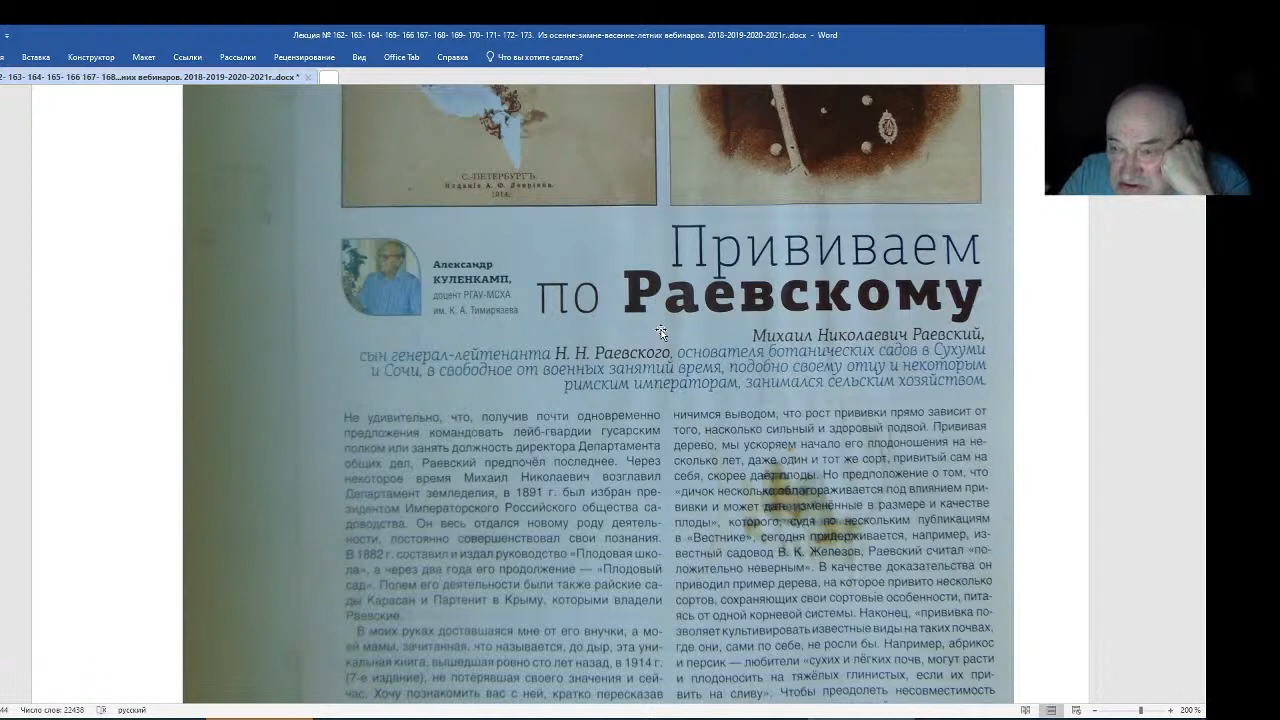 Лекция № 162- 163- 164- 165- 166 167- 168- 169- 170- 171- 172- 173. Из осенне-зимне-весенне-летних вебинаров. 2018-2019-2020-2021г..docx - Word
Вставка Конструктор Макет Ссылки Рассылки Рецензирование Вид Office Tab Справка Что вы хотите сделать?
2- 163- 164- 165- 166 167- 168...них вебинаров. 2018-2019-2020-2021г..docx *
С.-ПЕТЕРБУРГЪ.
Изданіе А. Ф. Девріена.
1914.
Прививаем
по Раевскому
Александр
КУЛЕНКАМП,
доцент РГАУ-МСХА
им. К. А. Тимирязева
Михаил Николаевич Раевский,
сын генерал-лейтенанта Н. Н. Раевского, основателя ботанических садов в Сухуми
и Сочи, в свободное от военных занятий время, подобно своему отцу и некоторым
римским императорам, занимался сельским хозяйством.
Не удивительно, что, получив почти одновременно
предложения командовать лейб-гвардии гусарским
полком или занять должность директора Департамента
общих дел, Раевский предпочёл последнее. Через
некоторое время Михаил Николаевич возглавил
Департамент земледелия, в 1891 г. был избран пре-
зидентом Императорского Российского общества са-
доводства. Он весь отдался новому роду деятель-
ности, постоянно совершенствовал свои познания.
В 1882 г. составил и издал руководство «Плодовая шко-
ла», а через два года его продолжение — «Плодовый
сад». Полем его деятельности были также райские са-
ды Карасан и Партенит в Крыму, которыми владели
Раевские.
В моих руках доставшаяся мне от его внучки, а мо-
ей мамы, зачитанная, что называется, до дыр, эта уни-
кальная книга, вышедшая ровно сто лет назад, в 1914 г.
(7-е издание), не потерявшая своего значения и сей-
час. Хочу познакомить вас с ней, кратко пересказав
ничимся выводом, что рост прививки прямо зависит от
того, насколько сильный и здоровый подвой. Прививая
дерево, мы ускоряем начало его плодоношения на не-
сколько лет, даже один и тот же сорт, привитый сам на
себя, скорее даёт плоды. Но предположение о том, что
«дичок несколько облагораживается под влиянием при-
вивки и может дать изменённые в размере и качестве
плоды», которого, судя по нескольким публикациям
в «Вестнике», сегодня придерживается, например, из-
вестный садовод В. К. Железов, Раевский считал «по-
ложительно неверным». В качестве доказательства он
приводил пример дерева, на которое привито несколько
сортов, сохраняющих свои сортовые особенности, пита-
ясь от одной корневой системы. Наконец, «прививка по-
зволяет культивировать известные виды на таких почвах,
где они, сами по себе, не росли бы. Например, абрикос
и персик — любители «сухих и лёгких почв, могут расти
и плодоносить на тяжёлых глинистых, если их при-
вить на сливу». Чтобы преодолеть несовместимость
44 Число слов: 22438 русский 200 %